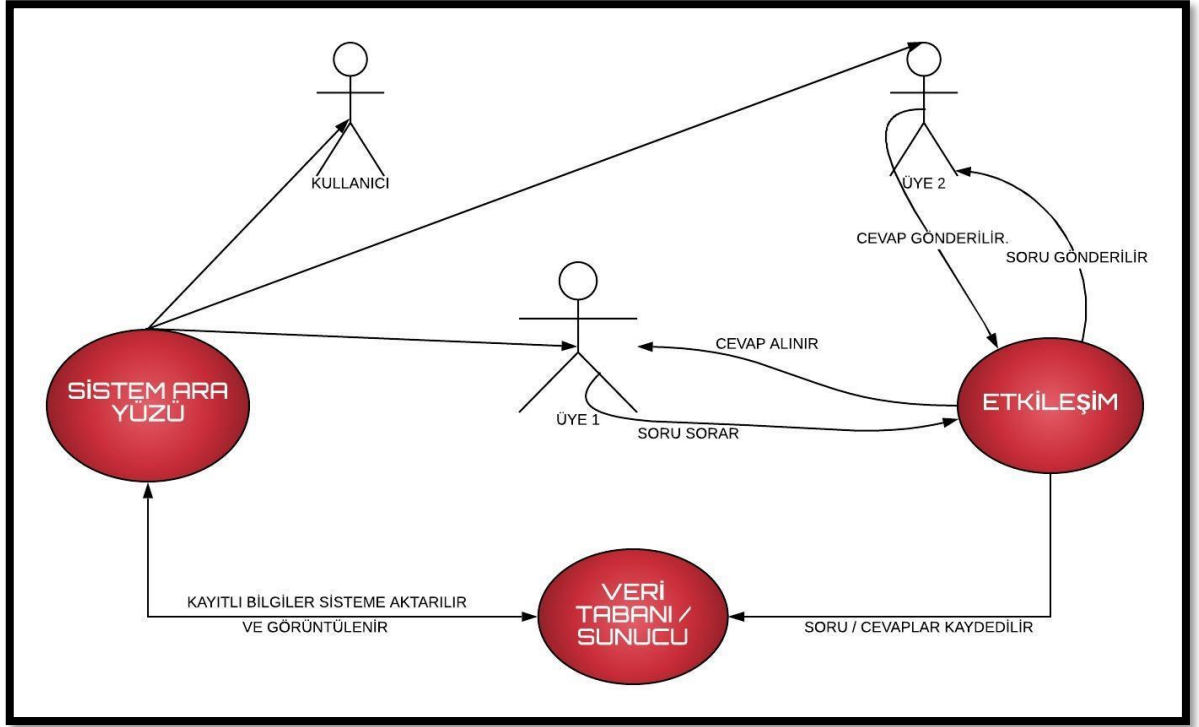 KULLANICI
ÜYE 2
CEVAP GÖNDERİLİR.
SORU GÖNDERİLİR
SİSTEM ARA
YÜZÜ
CEVAP ALINIR
ETKİLEŞİM
ÜYE 1
SORU SORAR
KAYITLI BİLGİLER SİSTEME AKTARILIR
VE GÖRÜNTÜLENİR
VERİ
TABANI /
SUNUCU
SORU / CEVAPLAR KAYDEDİLİR